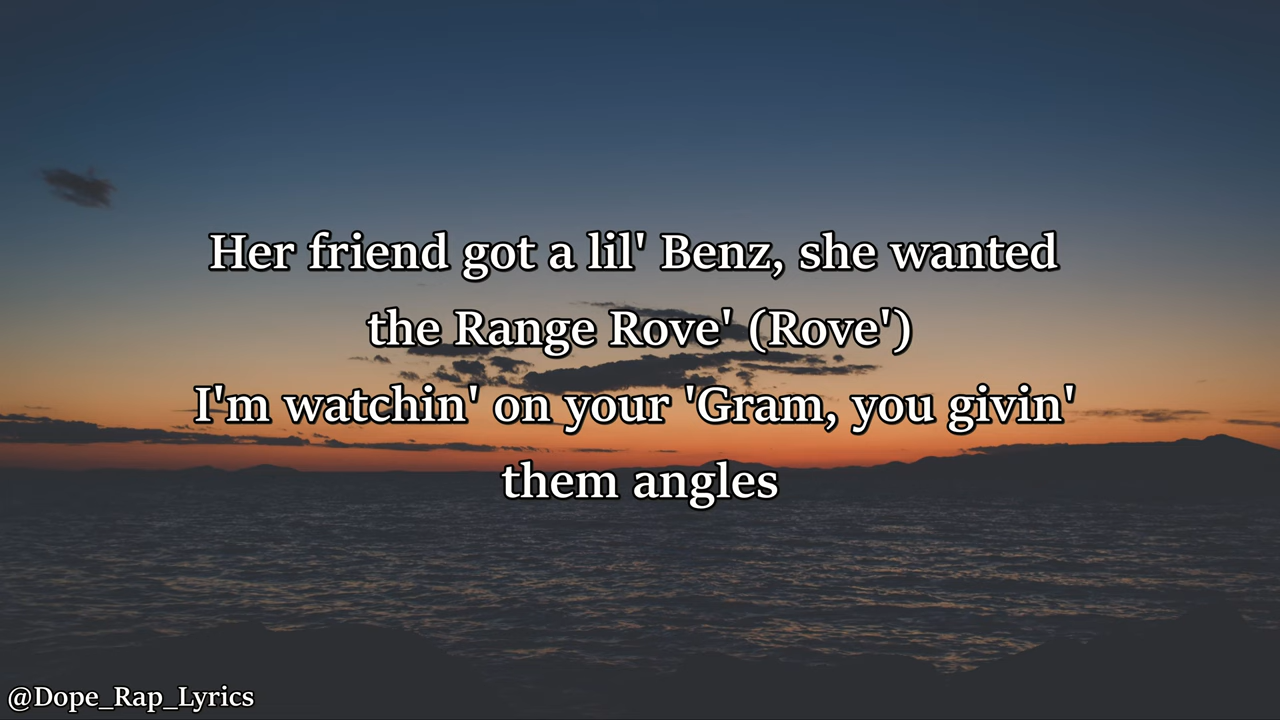 Her friend got a lil' Benz, she wanted
the Range Rove' (Rove')
I'm watchin' on your 'Gram, you givin'
them angles
@Dope_Rap_Lyrics